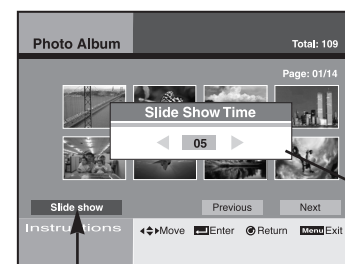 Photo Album
Total: 109
Page: 01/14
Slide Show Time
05
Slide show
Previous
Next
Instructions
Move Enter Return Menu Exit